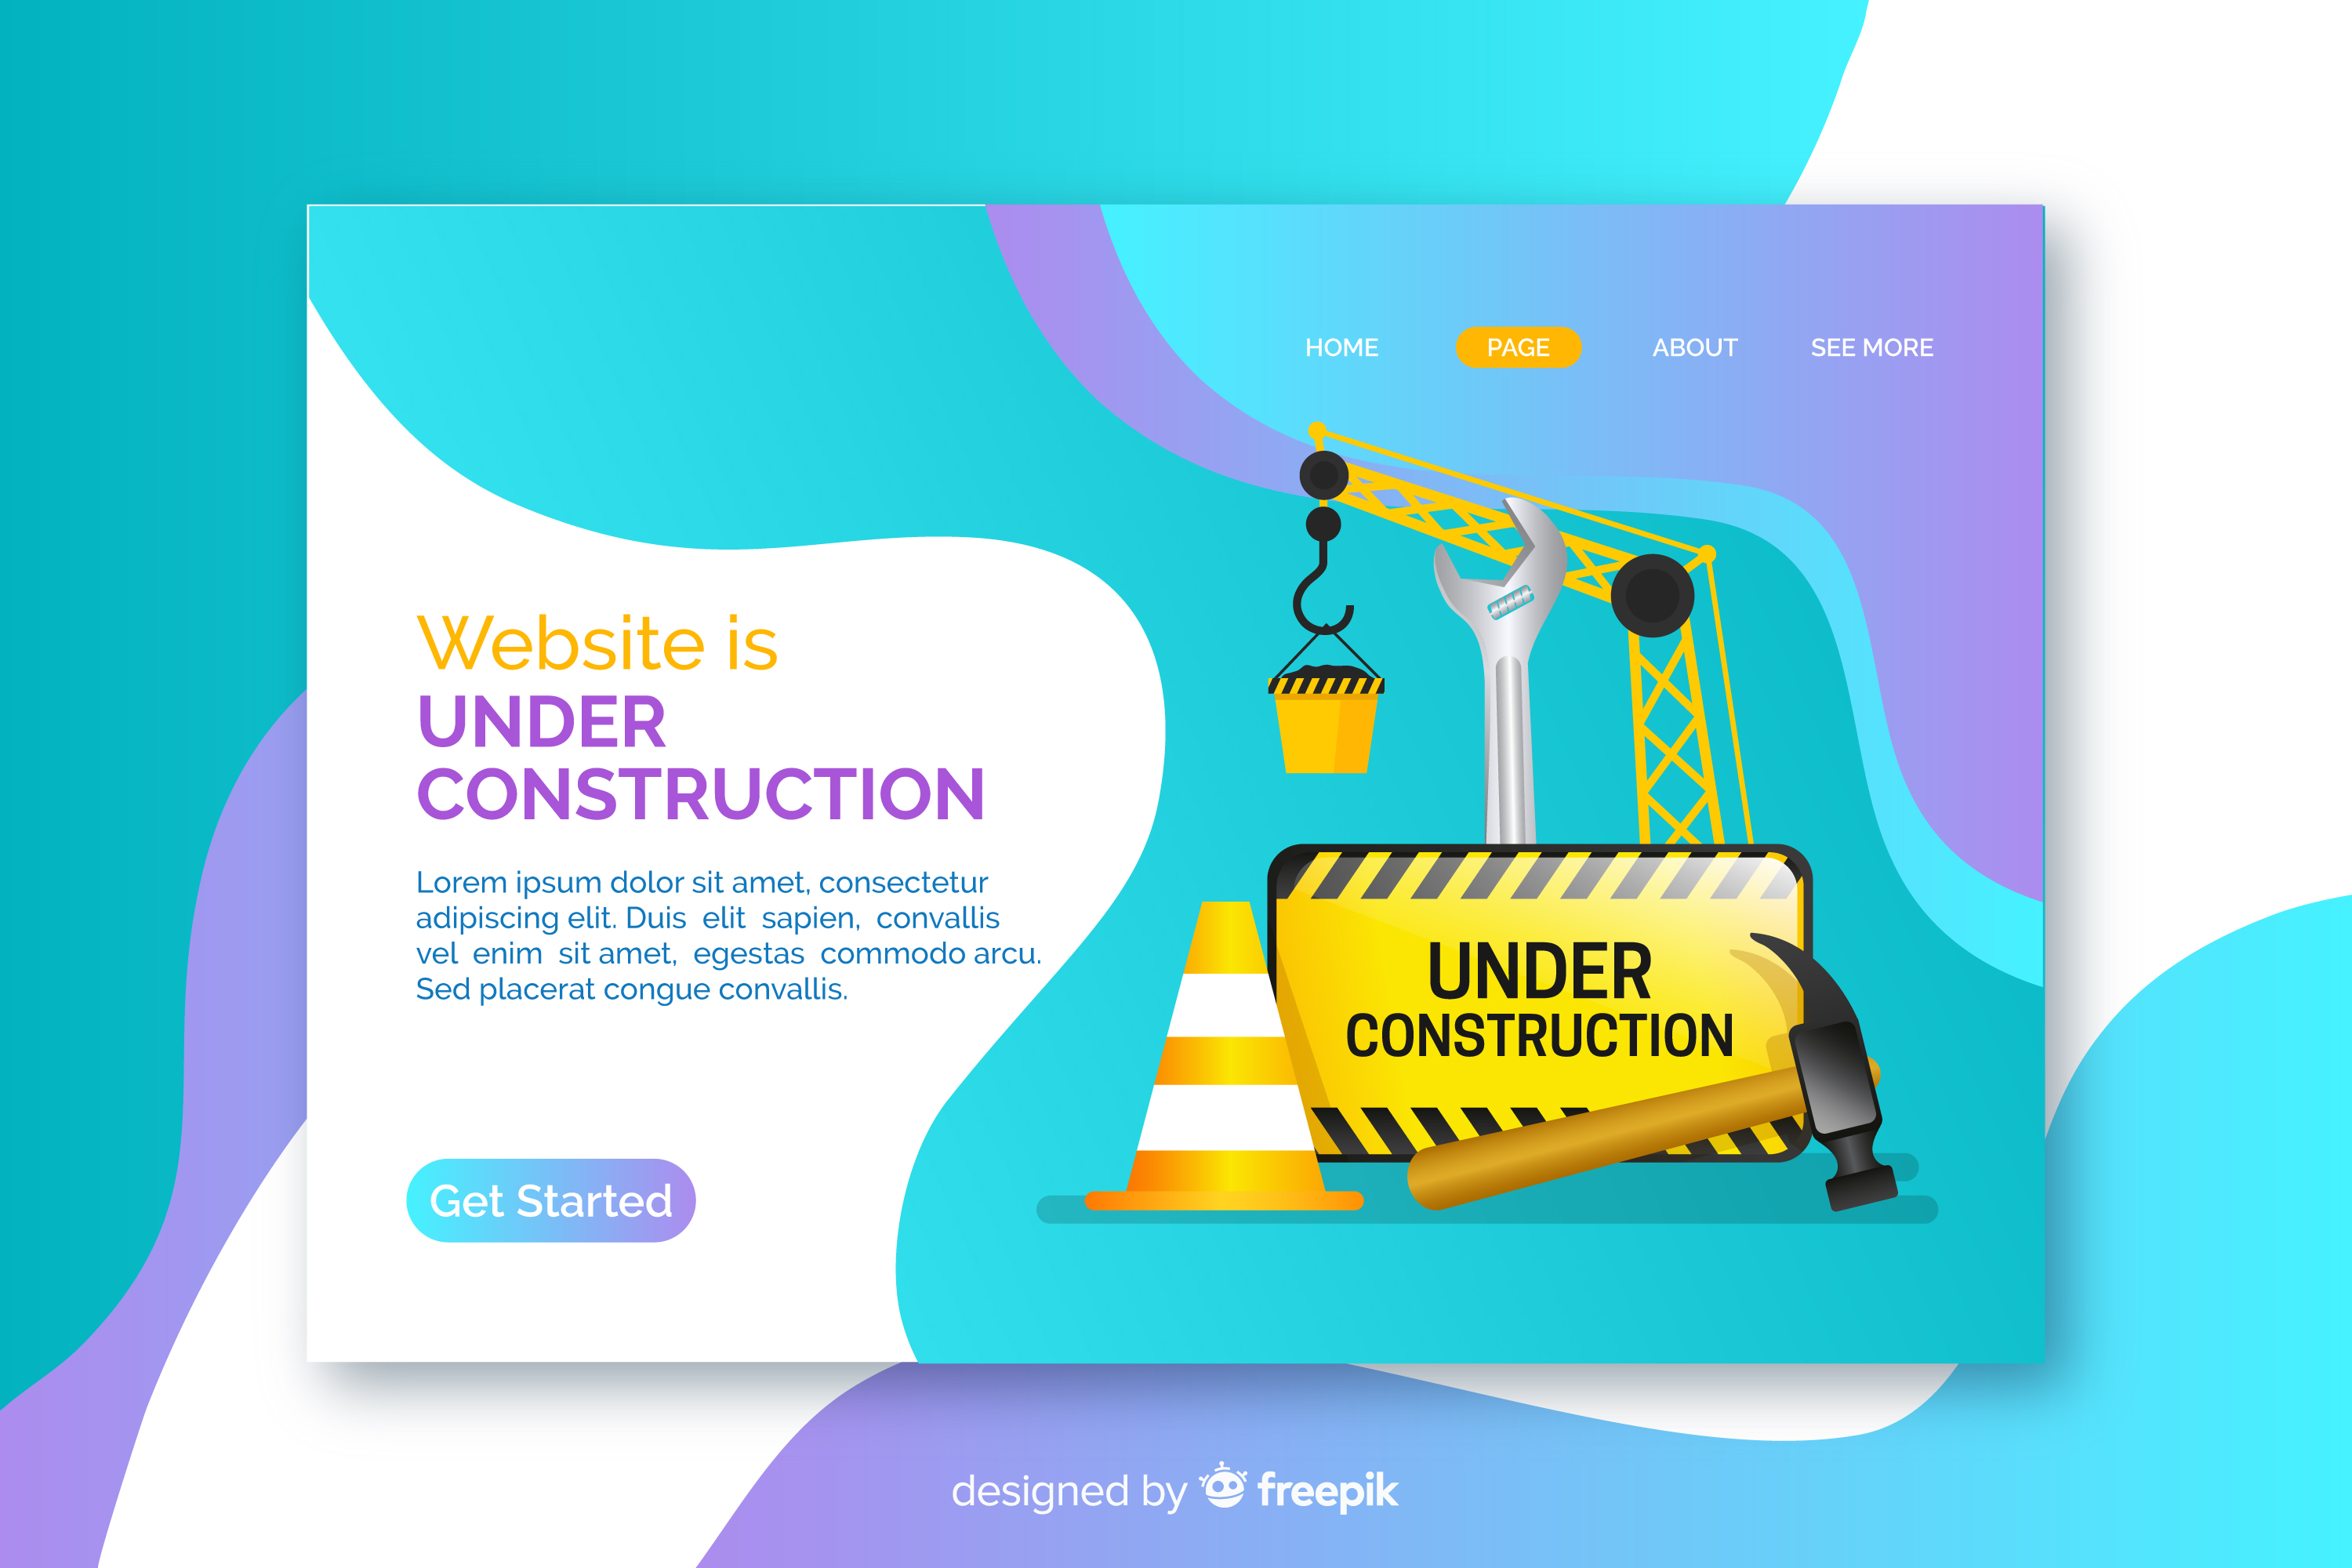 HOME PAGE ABOUT SEE MORE
Website is
UNDER
CONSTRUCTION
Lorem ipsum dolor sit amet, consectetur
adipiscing elit. Duis elit sapien, convallis
vel enim sit amet, egestas commodo arcu.
Sed placerat congue convallis.
Get Started
UNDER
CONSTRUCTION
designed by freepik